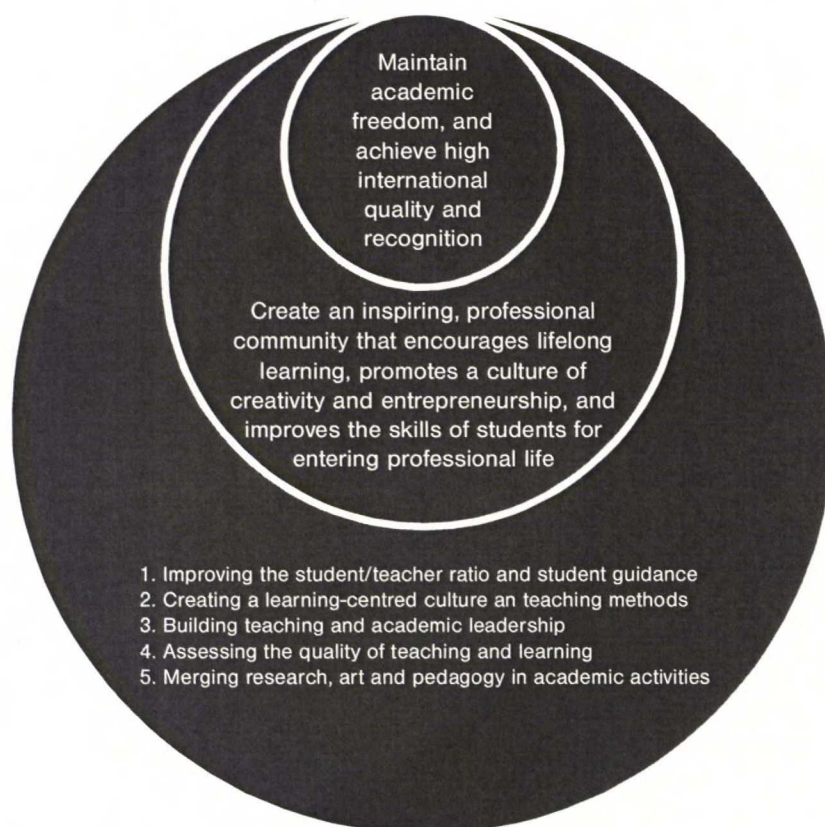 Maintain
academic
freedom, and
achieve high
international
quality and
recognition
Create an inspiring, professional
community that encourages lifelong
learning, promotes a culture of
creativity and entrepreneurship, and
improves the skills of students for
entering professional life
1. Improving the student/teacher ratio and student guidance
2. Creating a learning-centred culture an teaching methods
3. Building teaching and academic leadership
4. Assessing the quality of teaching and learning
5. Merging research, art and pedagogy in academic activities